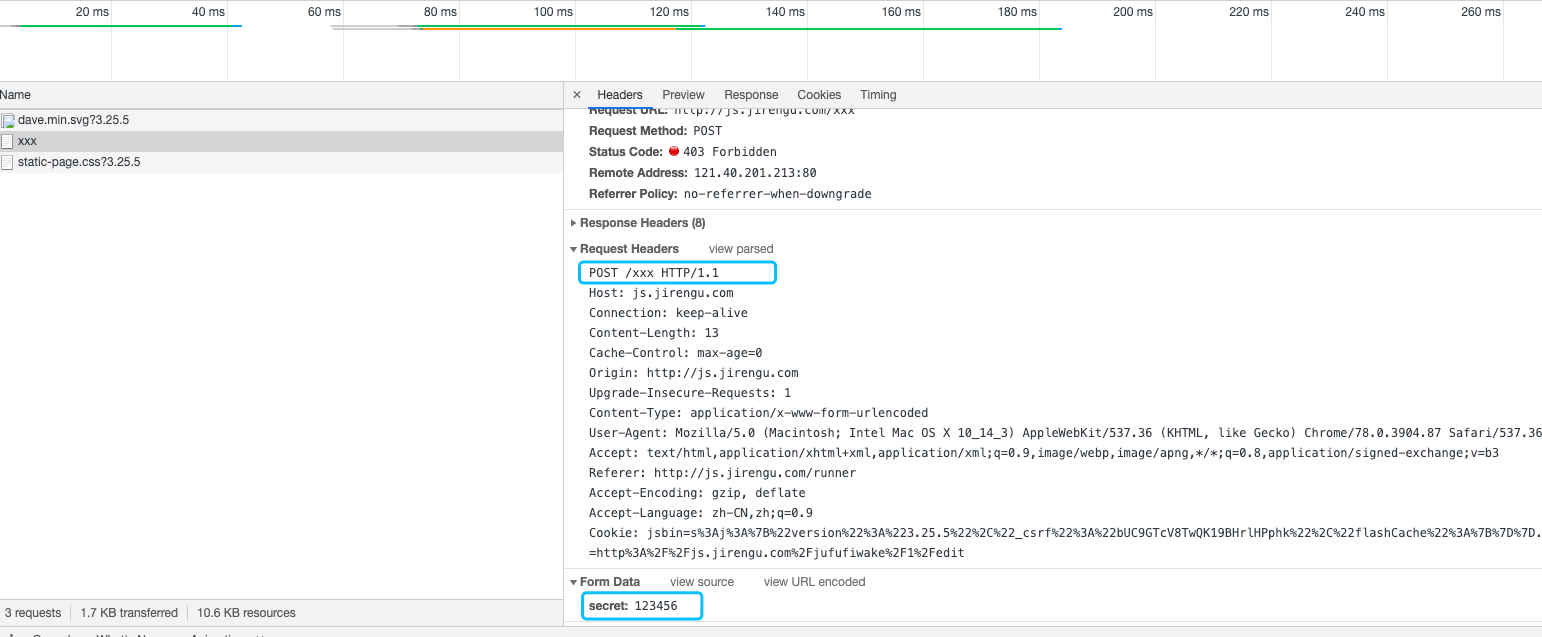 20 ms 40 ms 60 ms 80 ms 100 ms 120 ms 140 ms 160 ms 180 ms 200 ms 220 ms 240 ms 260 ms
Name
× Headers Preview Response Cookies Timing
dave.min.svg?3.25.5
xxx
static-page.css?3.25.5
Request URL: http://js.jirengu.com/xxx
Request Method: POST
Status Code: 403 Forbidden
Remote Address: 121.40.201.213:80
Referrer Policy: no-referrer-when-downgrade
Response Headers (8)
Request Headers view parsed
POST /xxx HTTP/1.1
Host: js.jirengu.com
Connection: keep-alive
Content-Length: 13
Cache-Control: max-age=0
Origin: http://js.jirengu.com
Upgrade-Insecure-Requests: 1
Content-Type: application/x-www-form-urlencoded
User-Agent: Mozilla/5.0 (Macintosh; Intel Mac OS X 10_14_3) AppleWebKit/537.36 (KHTML, like Gecko) Chrome/78.0.3904.87 Safari/537.36
Accept: text/html,application/xhtml+xml,application/xml;q=0.9,image/webp,image/apng,*/*;q=0.8,application/signed-exchange;v=b3
Referer: http://js.jirengu.com/runner
Accept-Encoding: gzip, deflate
Accept-Language: zh-CN,zh;q=0.9
Cookie: jsbin=s%3Aj%3A%7B%22version%22%3A%223.25.5%22%2C%22_csrf%22%3A%22bUC9GTcV8TwQK19BHrlHPphk%22%2C%22flashCache%22%3A%7B%7D%7D.
=http%3A%2F%2Fjs.jirengu.com%2Fjufufiwake%2F1%2Fedit
Form Data view source view URL encoded
secret: 123456
3 requests 1.7 KB transferred 10.6 KB resources